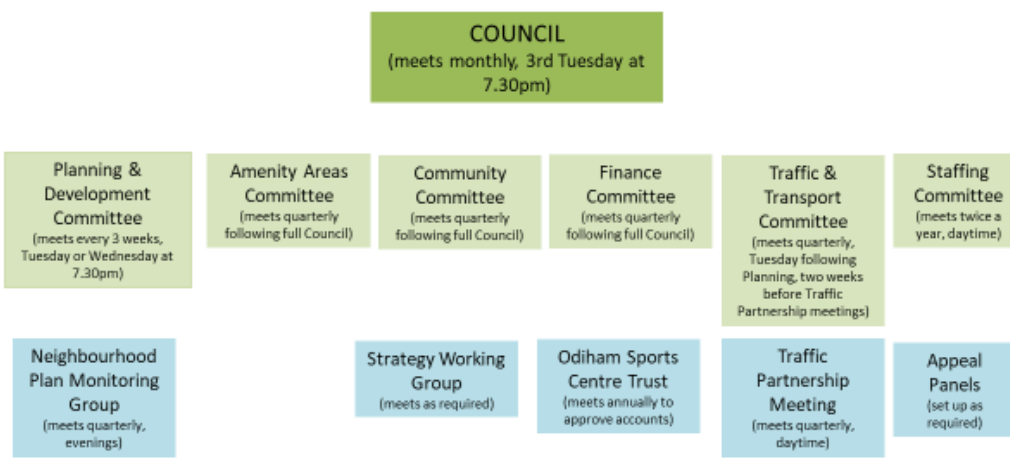 COUNCIL
(meets monthly, 3rd Tuesday at
7.30pm)
Planning &
Development
Committee
(meets every 3 weeks,
Tuesday or Wednesday at
7.30pm)
Amenity Areas
Committee
(meets quarterly
following full Council)
Community
Committee
(meets quarterly
following full Council)
Finance
Committee
(meets quarterly
following full Council)
Traffic &
Transport
Committee
(meets quarterly,
Tuesday following
Planning, two weeks
before Traffic
Partnership meetings)
Staffing
Committee
(meets twice a
year, daytime)
Neighbourhood
Plan Monitoring
Group
(meets quarterly,
evenings)
Strategy Working
Group
(meets as required)
Odiham Sports
Centre Trust
(meets annually to
approve accounts)
Traffic
Partnership
Meeting
(meets quarterly,
daytime)
Appeal
Panels
(set up as
required)